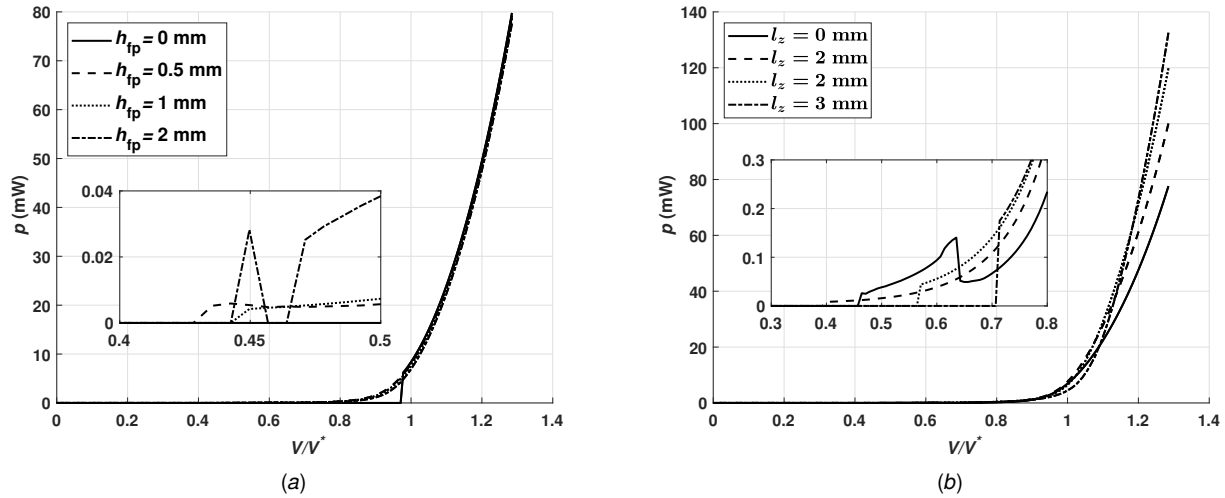 80
70
60
50
40
30
20
10
0
p (mW)
h_fp= 0 mm
h_fp= 0.5 mm
h_fp= 1 mm
h_fp= 2 mm
0.04
0.02
0
0.4 0.45 0.5
0 0.2 0.4 0.6 0.8 1 1.2 1.4
V/V*
(a)
140
120
100
80
60
40
20
0
p (mW)
l_z = 0 mm
l_z = 2 mm
l_z = 2 mm
l_z = 3 mm
0.3
0.2
0.1
0
0.3 0.4 0.5 0.6 0.7 0.8
0 0.2 0.4 0.6 0.8 1 1.2 1.4
V/V*
(b)